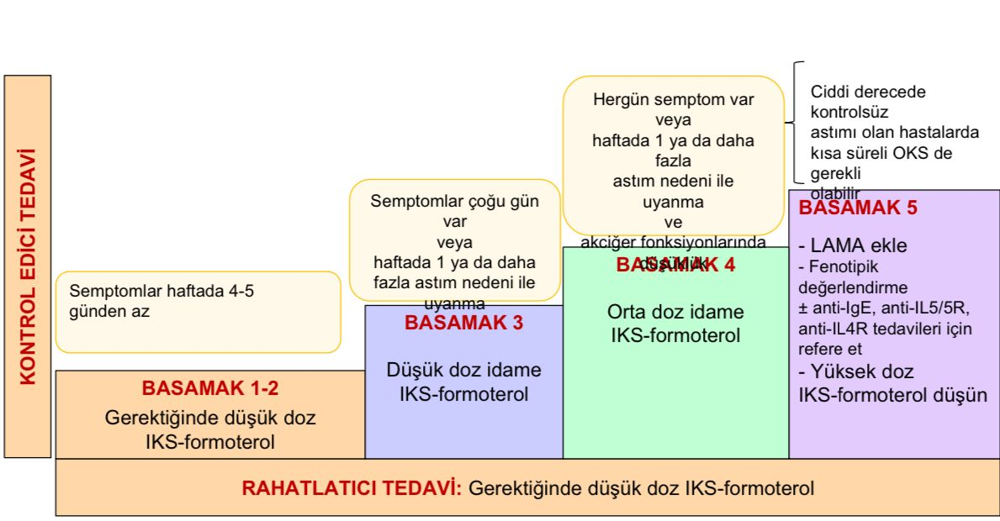 KONTROL EDİCİ TEDAVİ
Semptomlar haftada 4-5
günden az
BASAMAK 1-2
Gerektiğinde düşük doz
IKS-formoterol
Semptomlar çoğu gün
var
veya
haftada 1 ya da daha
fazla astım nedeni ile
uyanma
BASAMAK 3
Düşük doz idame
IKS-formoterol
Hergün semptom var
veya
haftada 1 ya da daha
fazla
astım nedeni ile
uyanma
ve
akciğer fonksiyonlarında
düşüklük
BASAMAK 4
Orta doz idame
IKS-formoterol
Ciddi derecede
kontrolsüz
astımı olan hastalarda
kısa süreli OKS de
gerekli
olabilir
BASAMAK 5
- LAMA ekle
- Fenotipik
değerlendirme
± anti-IgE, anti-IL5/5R,
anti-IL4R tedavileri için
refere et
- Yüksek doz
IKS-formoterol düşün
RAHATLATICI TEDAVİ: Gerektiğinde düşük doz IKS-formoterol